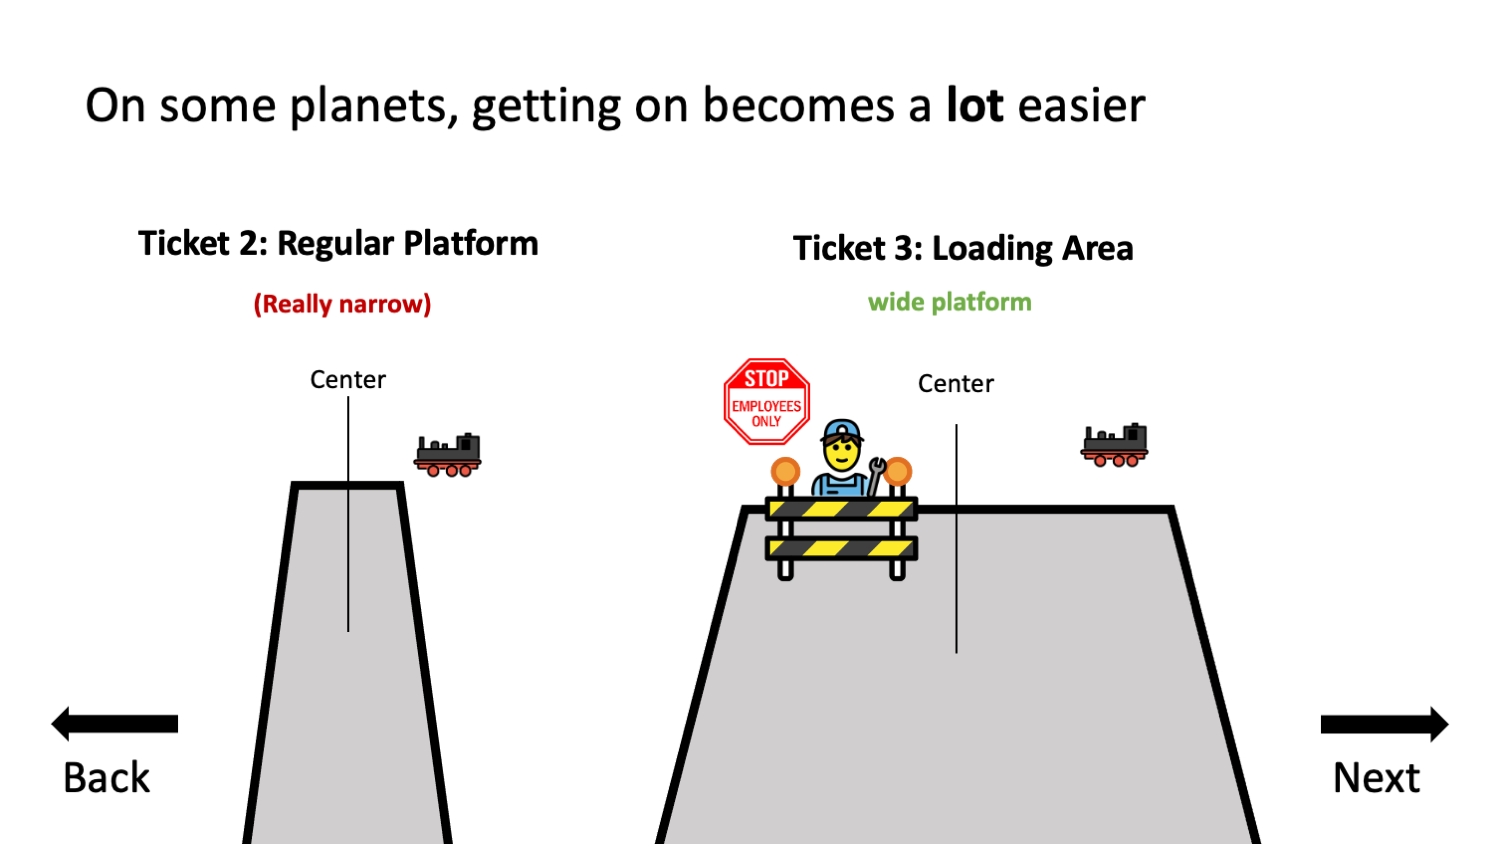 On some planets, getting on becomes a lot easier
Ticket 2: Regular Platform
(Really narrow)
Center
Ticket 3: Loading Area
wide platform
STOP
EMPLOYEES
ONLY
Center
Back
Next